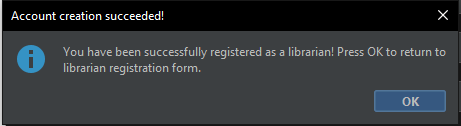 Account creation succeeded!
You have been successfully registered as a librarian! Press OK to return to
librarian registration form.
OK